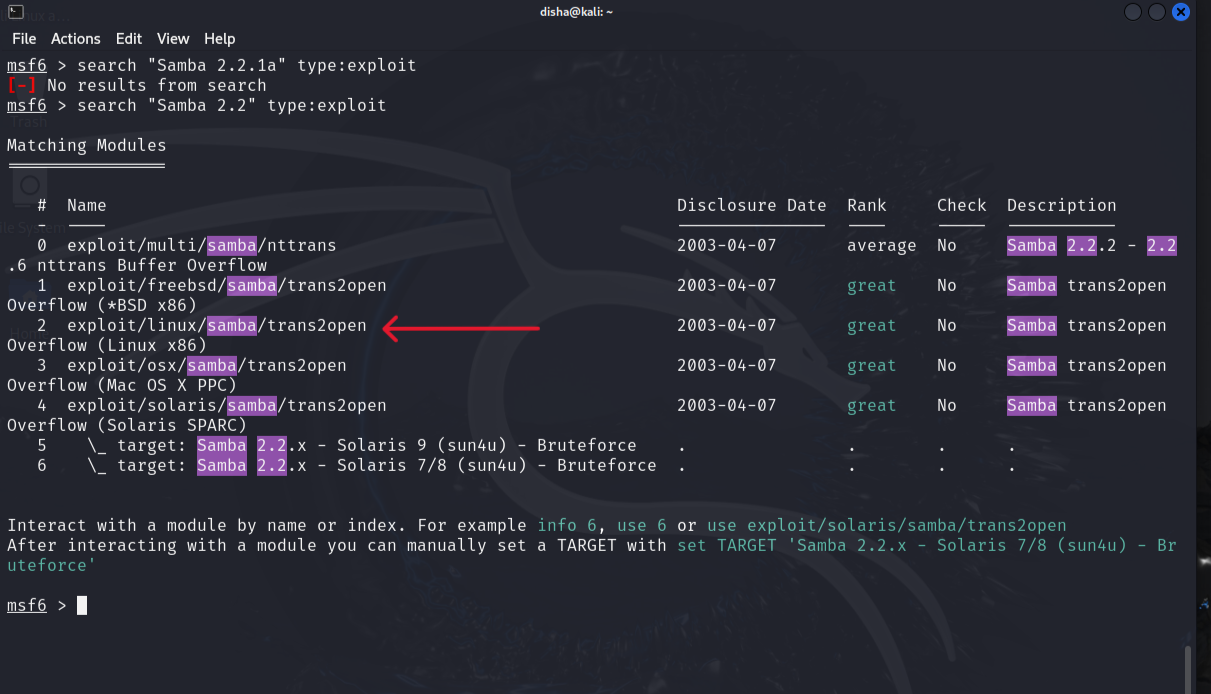 disha@kali: ~
File Actions Edit View Help
msf6 > search "Samba 2.2.1a" type:exploit
[-] No results from search
msf6 > search "Samba 2.2" type:exploit
Trash
Matching Modules
# Name Disclosure Date Rank Check Description
0 exploit/multi/samba/nttrans 2003-04-07 average No Samba 2.2.2 - 2.2
.6 nttrans Buffer Overflow
1 exploit/freebsd/samba/trans2open 2003-04-07 great No Samba trans2open
Overflow (*BSD x86)
2 exploit/linux/samba/trans2open 2003-04-07 great No Samba trans2open
Overflow (Linux x86)
3 exploit/osx/samba/trans2open 2003-04-07 great No Samba trans2open
Overflow (Mac OS X PPC)
4 exploit/solaris/samba/trans2open 2003-04-07 great No Samba trans2open
Overflow (Solaris SPARC)
5 \_ target: Samba 2.2.x - Solaris 9 (sun4u) - Bruteforce . . . .
6 \_ target: Samba 2.2.x - Solaris 7/8 (sun4u) - Bruteforce . . . .
Interact with a module by name or index. For example info 6, use 6 or use exploit/solaris/samba/trans2open
After interacting with a module you can manually set a TARGET with set TARGET 'Samba 2.2.x - Solaris 7/8 (sun4u) - Br
uteforce'
msf6 >